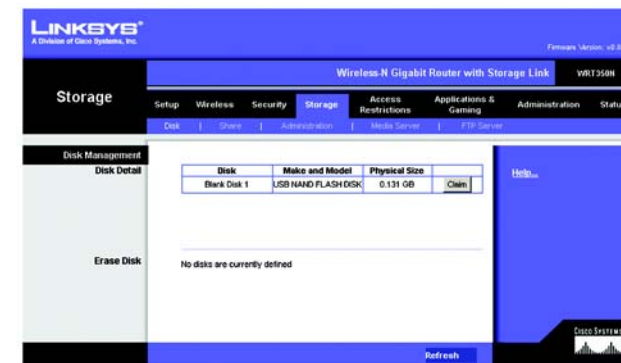 LINKSYS®
A Division of Cisco Systems, Inc.
Firmware Version:
Wireless-N Gigabit Router with Storage Link WRT350N
Storage
Setup Wireless Security Storage Access Restrictions Applications & Gaming Administration Statu
Disk | Share | Administration | Media Server | FTP Server
Disk Management
Disk Detail
Disk Make and Model Physical Size
Blank Disk 1 USB NAND FLASH DISK 0.131 GB Claim
Help...
Erase Disk
No disks are currently defined
CISCO SYSTEMS
Refresh